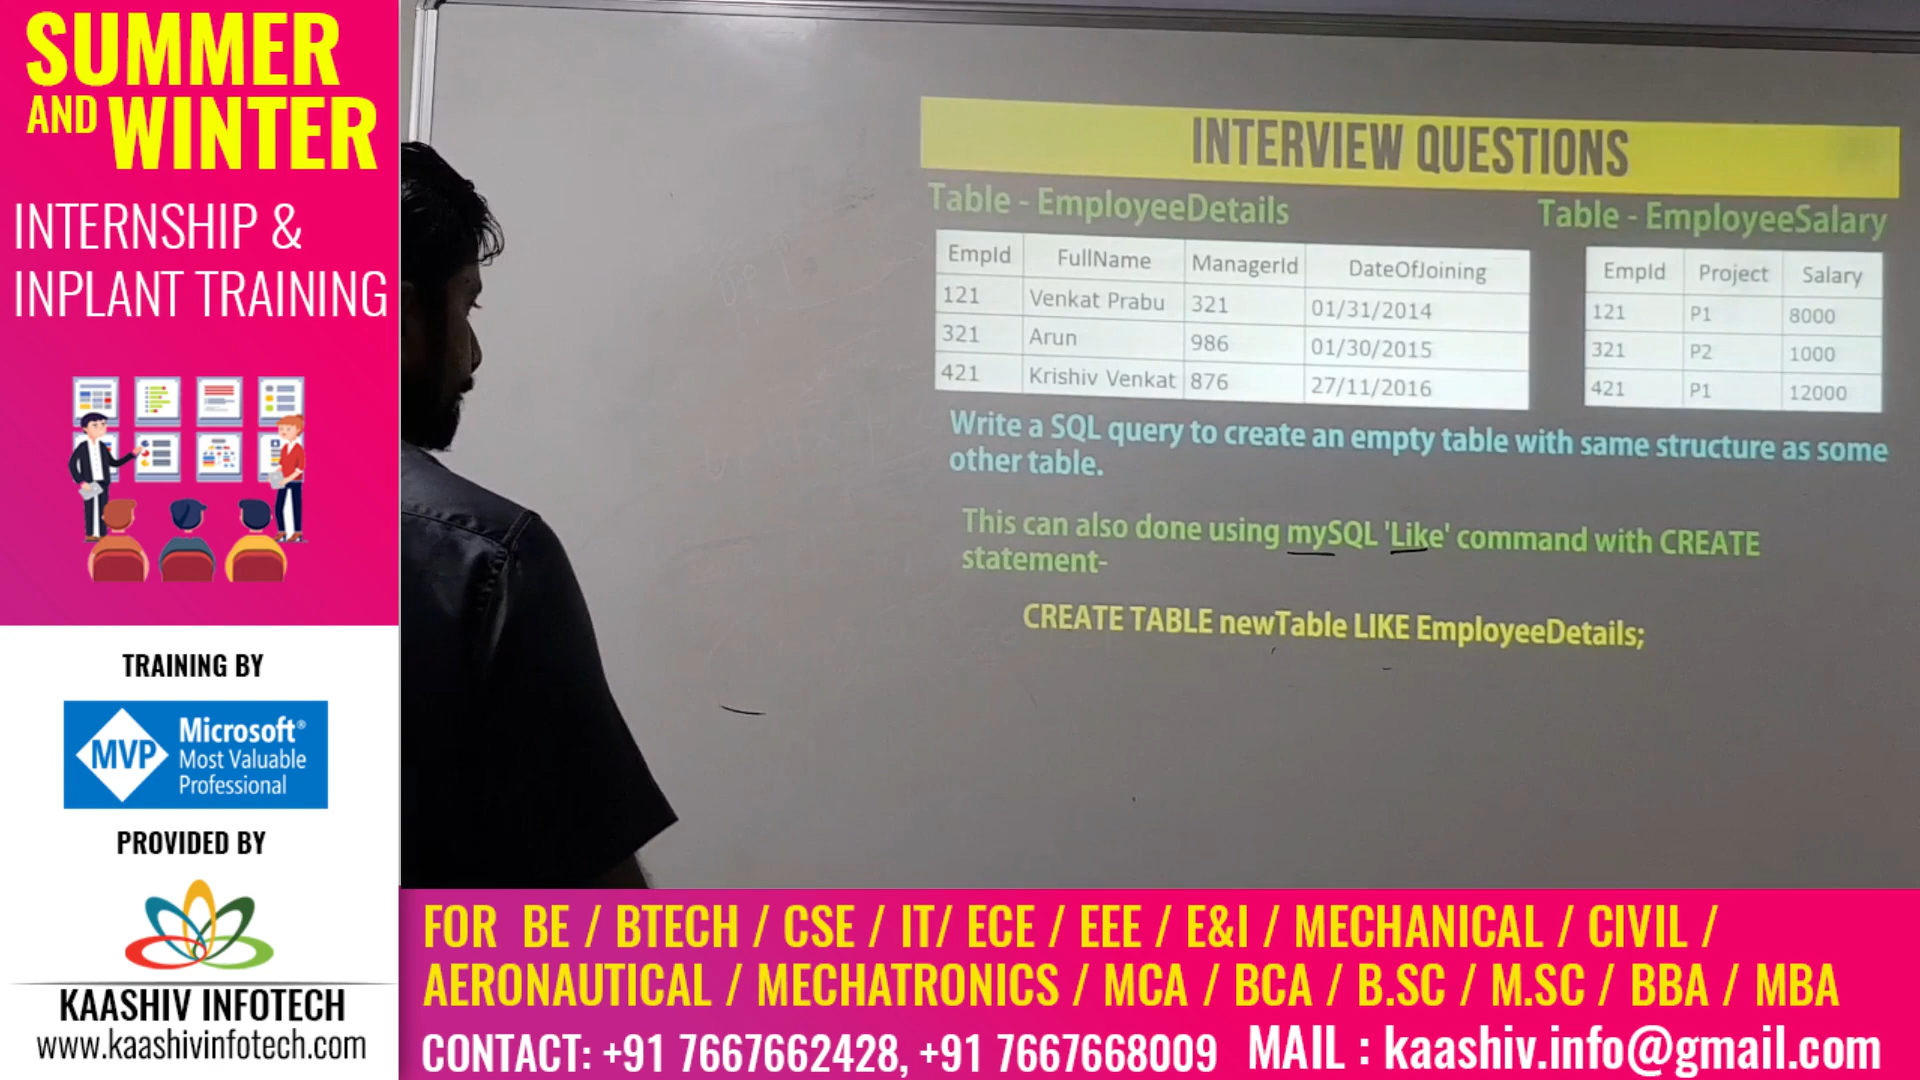 SUMMER
AND WINTER
INTERNSHIP &
INPLANT TRAINING
TRAINING BY
MVP
Microsoft®
Most Valuable
Professional
PROVIDED BY
KAASHIV INFOTECH
www.kaashivinfotech.com
INTERVIEW QUESTIONS
Table - EmployeeDetails
EmpId FullName ManagerId DateOfJoining
121 Venkat Prabu 321 01/31/2014
321 Arun 986 01/30/2015
421 Krishiv Venkat 876 27/11/2016
Table - EmployeeSalary
EmpId Project Salary
121 P1 8000
321 P2 1000
421 P1 12000
Write a SQL query to create an empty table with same structure as some
other table.
This can also done using mySQL 'Like' command with CREATE
statement-
CREATE TABLE newTable LIKE EmployeeDetails;
FOR BE / BTECH / CSE / IT/ ECE / EEE / E&I / MECHANICAL / CIVIL /
AERONAUTICAL / MECHATRONICS / MCA / BCA / B.SC / M.SC / BBA / MBA
CONTACT: +91 7667662428, +91 7667668009 MAIL : kaashiv.info@gmail.com